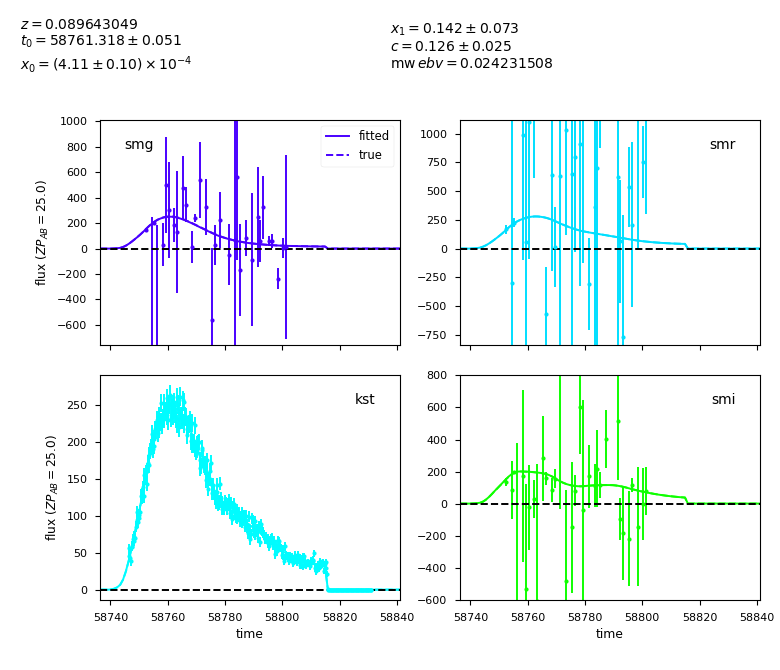 z = 0.089643049
t₀ = 58761.318 ± 0.051
x₀ = (4.11 ± 0.10) × 10⁻⁴
x₁ = 0.142 ± 0.073
c = 0.126 ± 0.025
mw ebv = 0.024231508
smg
fitted
true
1000
800
600
400
200
0
−200
−400
−600
flux (ZP_AB = 25.0)
smr
1000
750
500
250
0
−250
−500
−750
kst
250
200
150
100
50
0
flux (ZP_AB = 25.0)
58740 58760 58780 58800 58820 58840
time
smi
800
600
400
200
0
−200
−400
−600
58740 58760 58780 58800 58820 58840
time